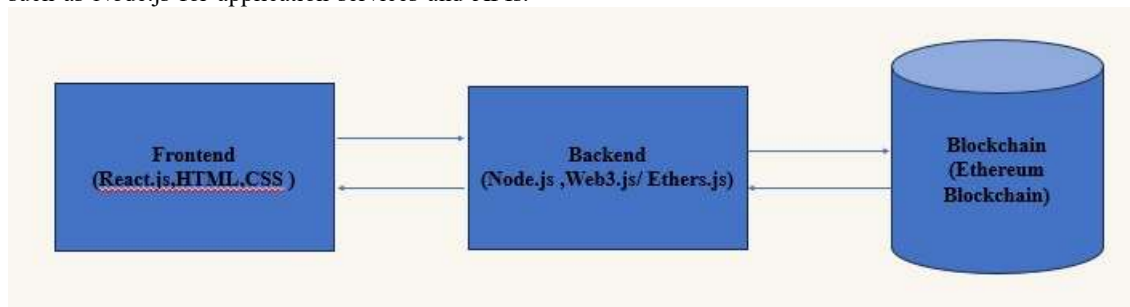 such as Node.js for application services and APIs.
Frontend
(React.js,HTML,CSS )
Backend
(Node.js ,Web3.js/ Ethers.js)
Blockchain
(Ethereum
Blockchain)